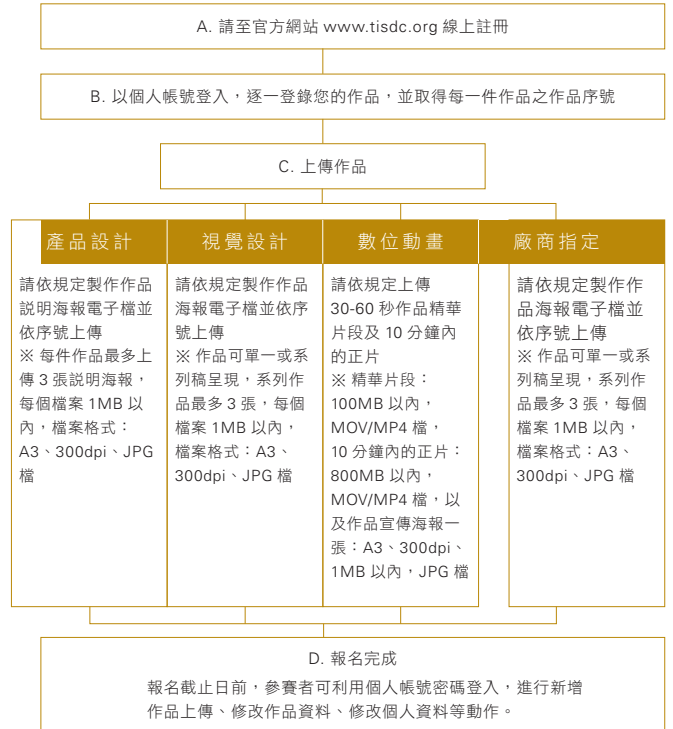 A. 請至官方網站 www.tisdc.org 線上註冊
B. 以個人帳號登入，逐一登錄您的作品，並取得每一件作品之作品序號
C. 上傳作品
產品設計
請依規定製作作品
説明海報電子檔並
依序號上傳
※ 每件作品最多上
傳 3 張説明海報，
每個檔案 1MB 以
內，檔案格式：
A3、300dpi、JPG
檔
視覺設計
請依規定製作作品
海報電子檔並依序
號上傳
※ 作品可單一或系
列稿呈現，系列作
品最多 3 張，每個
檔案 1MB 以內，
檔案格式：A3、
300dpi、JPG 檔
數位動畫
請依規定上傳
30-60 秒作品精華
片段及 10 分鐘內
的正片
※ 精華片段：
100MB 以內，
MOV/MP4 檔，
10 分鐘內的正片：
800MB 以內，
MOV/MP4 檔，以
及作品宣傳海報一
張：A3、300dpi、
1MB 以內，JPG 檔
廠商指定
請依規定製作作
品海報電子檔並
依序號上傳
※ 作品可單一或系
列稿呈現，系列作
品最多 3 張，每個
檔案 1MB 以內，
檔案格式：A3、
300dpi、JPG 檔
D. 報名完成
報名截止日前，參賽者可利用個人帳號密碼登入，進行新增
作品上傳、修改作品資料、修改個人資料等動作。